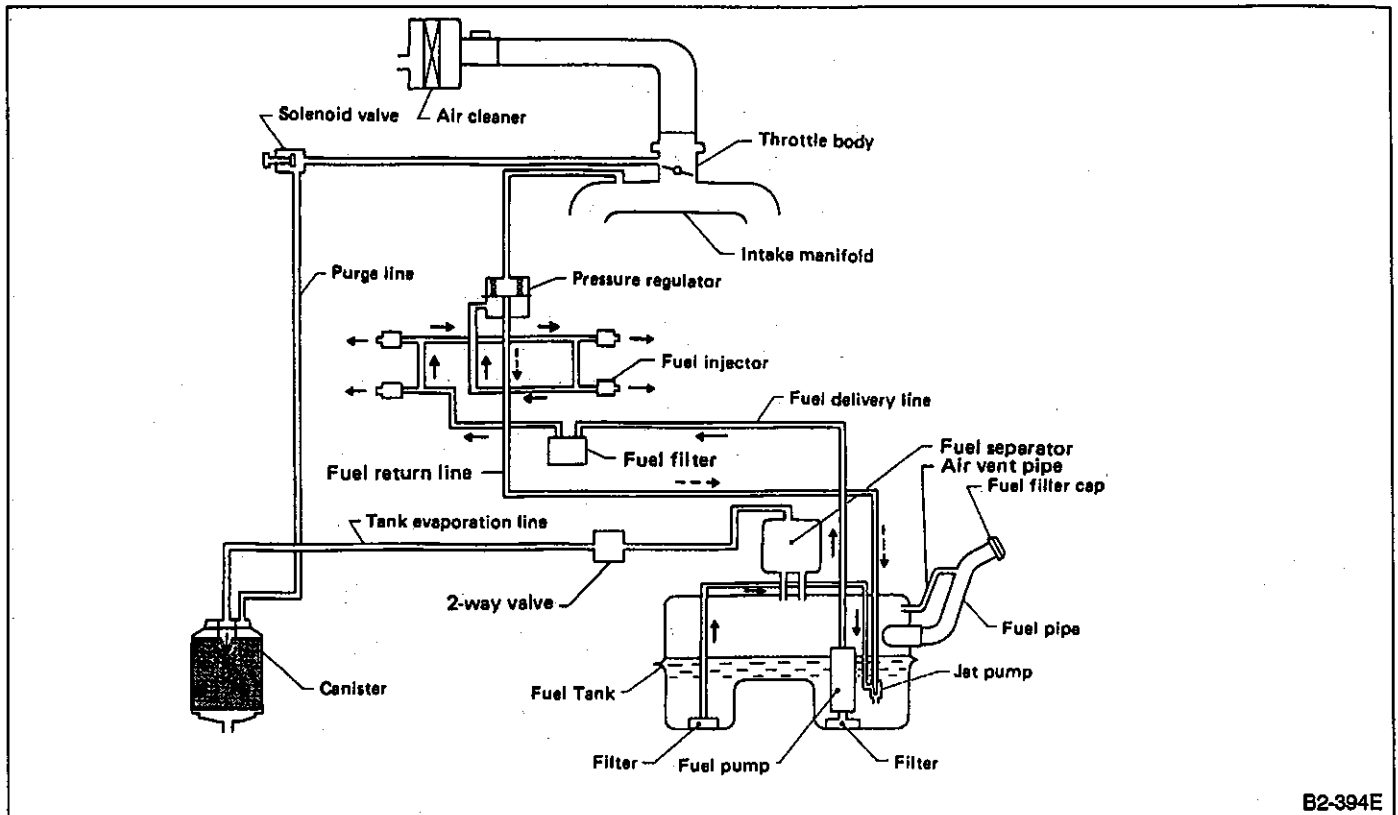 Solenoid valve
Air cleaner
Throttle body
Intake manifold
Purge line
Pressure regulator
Fuel injector
Fuel delivery line
Fuel separator
Air vent pipe
Fuel filter cap
Fuel filter
Fuel return line
Tank evaporation line
2-way valve
Fuel pipe
Canister
Fuel Tank
Jet pump
Filter
Fuel pump
Filter
B2-394E